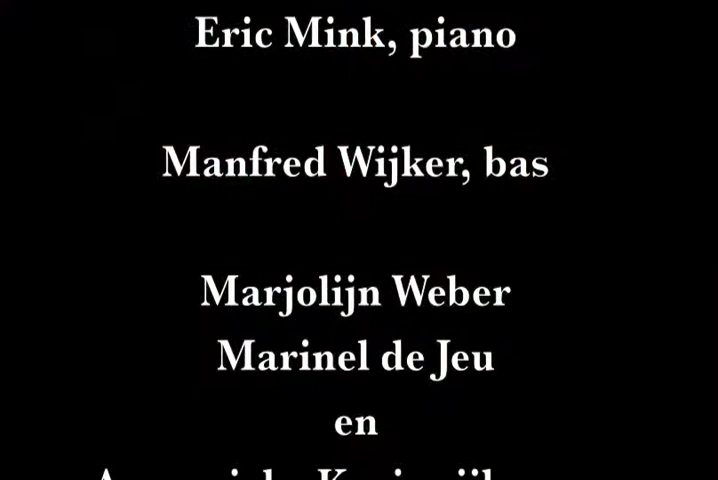 Eric Mink, piano
Manfred Wijker, bas
Marjolijn Weber
Marinel de Jeu
en